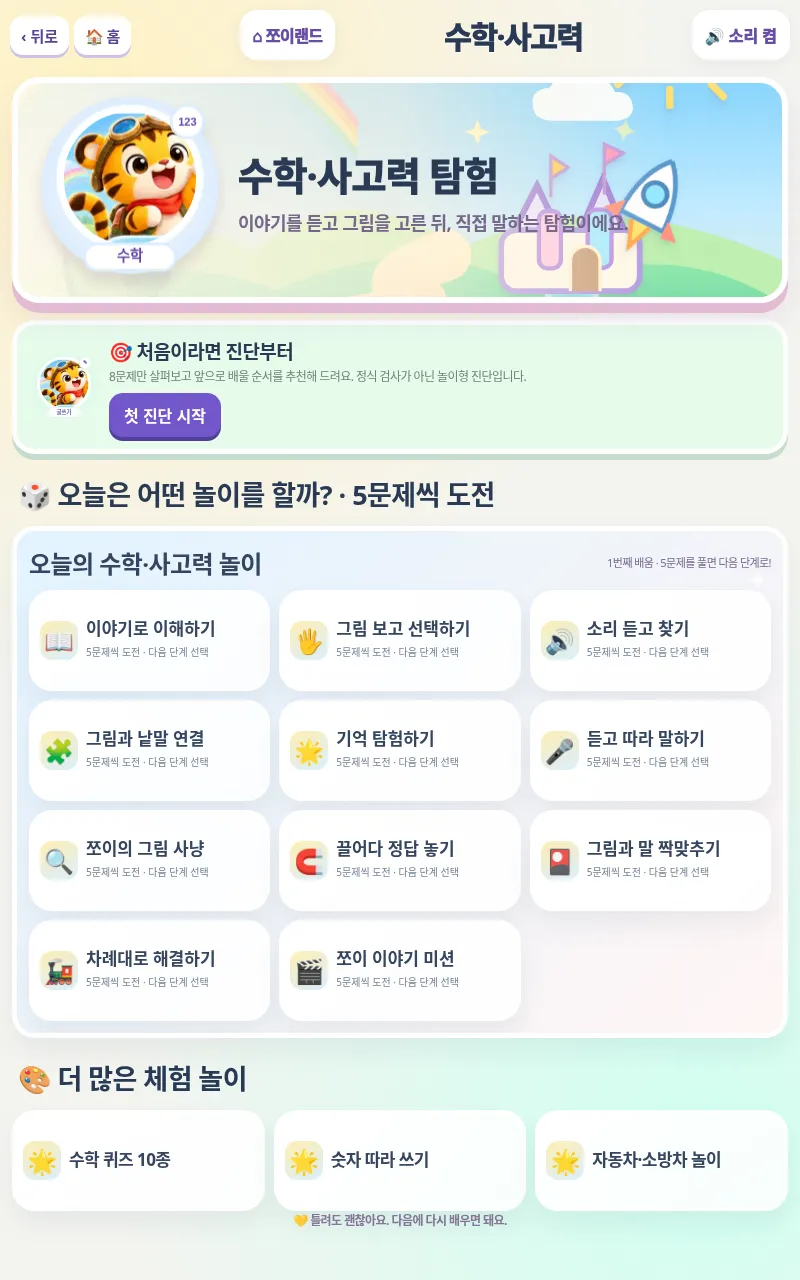 ‹ 뒤로
🏠 홈
⌂ 쪼이랜드
수학·사고력
🔊 소리 켬
123
수학
수학·사고력 탐험
이야기를 듣고 그림을 고른 뒤, 직접 말하는 탐험이에요.
글쓰기
🎯 처음이라면 진단부터
8문제만 살펴보고 앞으로 배울 순서를 추천해 드려요. 정식 검사가 아닌 놀이형 진단입니다.
첫 진단 시작
🎲 오늘은 어떤 놀이를 할까? · 5문제씩 도전
오늘의 수학·사고력 놀이
1번째 배움 · 5문제를 풀면 다음 단계로!
📖 이야기로 이해하기
5문제씩 도전 · 다음 단계 선택
🖐 그림 보고 선택하기
5문제씩 도전 · 다음 단계 선택
🔊 소리 듣고 찾기
5문제씩 도전 · 다음 단계 선택
🧩 그림과 낱말 연결
5문제씩 도전 · 다음 단계 선택
🌟 기억 탐험하기
5문제씩 도전 · 다음 단계 선택
🎤 듣고 따라 말하기
5문제씩 도전 · 다음 단계 선택
🔍 쪼이의 그림 사냥
5문제씩 도전 · 다음 단계 선택
🧲 끌어다 정답 놓기
5문제씩 도전 · 다음 단계 선택
🎴 그림과 말 짝맞추기
5문제씩 도전 · 다음 단계 선택
🚂 차례대로 해결하기
5문제씩 도전 · 다음 단계 선택
🎬 쪼이 이야기 미션
5문제씩 도전 · 다음 단계 선택
🎨 더 많은 체험 놀이
🌟 수학 퀴즈 10종
🌟 숫자 따라 쓰기
🌟 자동차·소방차 놀이
💛 틀려도 괜찮아요. 다음에 다시 배우면 돼요.